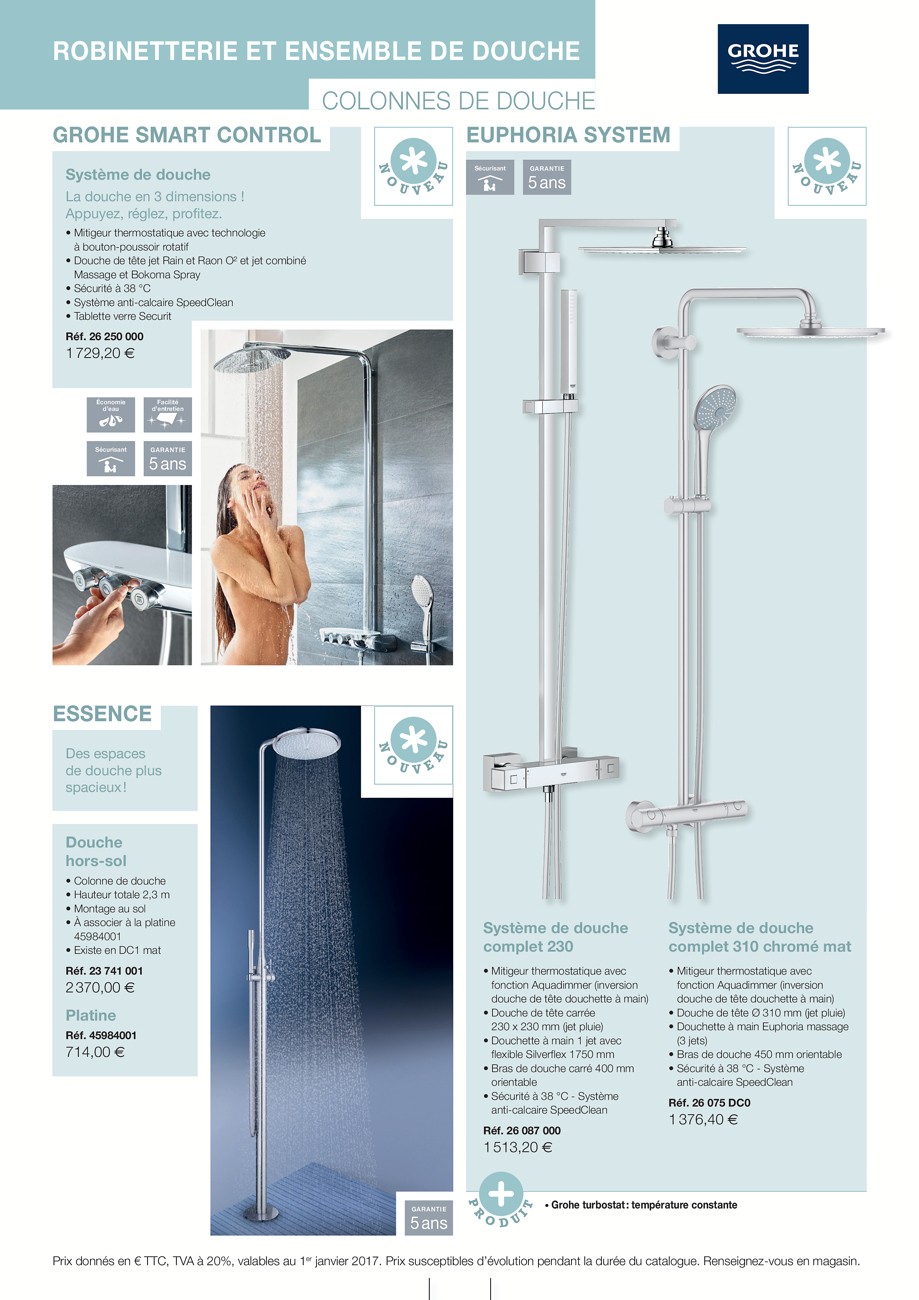 ROBINETTERIE ET ENSEMBLE DE DOUCHE
GROHE
COLONNES DE DOUCHE
GROHE SMART CONTROL
NOUVEAU
Système de douche
La douche en 3 dimensions !
Appuyez, réglez, profitez.
• Mitigeur thermostatique avec technologie
à bouton-poussoir rotatif
• Douche de tête jet Rain et Raon O² et jet combiné
Massage et Bokoma Spray
• Sécurité à 38 °C
• Système anti-calcaire SpeedClean
• Tablette verre Securit
Réf. 26 250 000
1 729,20 €
Économie
d'eau
Facilité
d'entretien
Sécurisant
GARANTIE
5 ans
ESSENCE
NOUVEAU
Des espaces
de douche plus
spacieux !
Douche
hors-sol
• Colonne de douche
• Hauteur totale 2,3 m
• Montage au sol
• À associer à la platine
45984001
• Existe en DC1 mat
Réf. 23 741 001
2 370,00 €
Platine
Réf. 45984001
714,00 €
GARANTIE
5 ans
EUPHORIA SYSTEM
NOUVEAU
Sécurisant
GARANTIE
5 ans
Système de douche
complet 230
• Mitigeur thermostatique avec
fonction Aquadimmer (inversion
douche de tête douchette à main)
• Douche de tête carrée
230 x 230 mm (jet pluie)
• Douchette à main 1 jet avec
flexible Silverflex 1750 mm
• Bras de douche carré 400 mm
orientable
• Sécurité à 38 °C - Système
anti-calcaire SpeedClean
Réf. 26 087 000
1 513,20 €
Système de douche
complet 310 chromé mat
• Mitigeur thermostatique avec
fonction Aquadimmer (inversion
douche de tête douchette à main)
• Douche de tête Ø 310 mm (jet pluie)
• Douchette à main Euphoria massage
(3 jets)
• Bras de douche 450 mm orientable
• Sécurité à 38 °C - Système
anti-calcaire SpeedClean
Réf. 26 075 DC0
1 376,40 €
+
PRODUIT
• Grohe turbostat : température constante
Prix donnés en € TTC, TVA à 20%, valables au 1er janvier 2017. Prix susceptibles d'évolution pendant la durée du catalogue. Renseignez-vous en magasin.